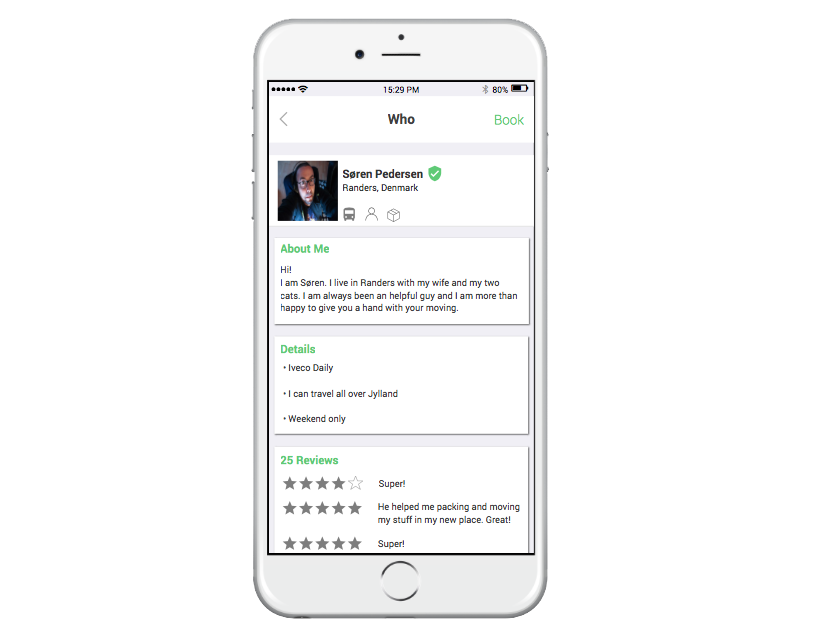 15:29 PM
80%
Who
Book
Søren Pedersen
Randers, Denmark
About Me
Hi!
I am Søren. I live in Randers with my wife and my two
cats. I am always been an helpful guy and I am more than
happy to give you a hand with your moving.
Details
• Iveco Daily
• I can travel all over Jylland
• Weekend only
25 Reviews
Super!
He helped me packing and moving
my stuff in my new place. Great!
Super!